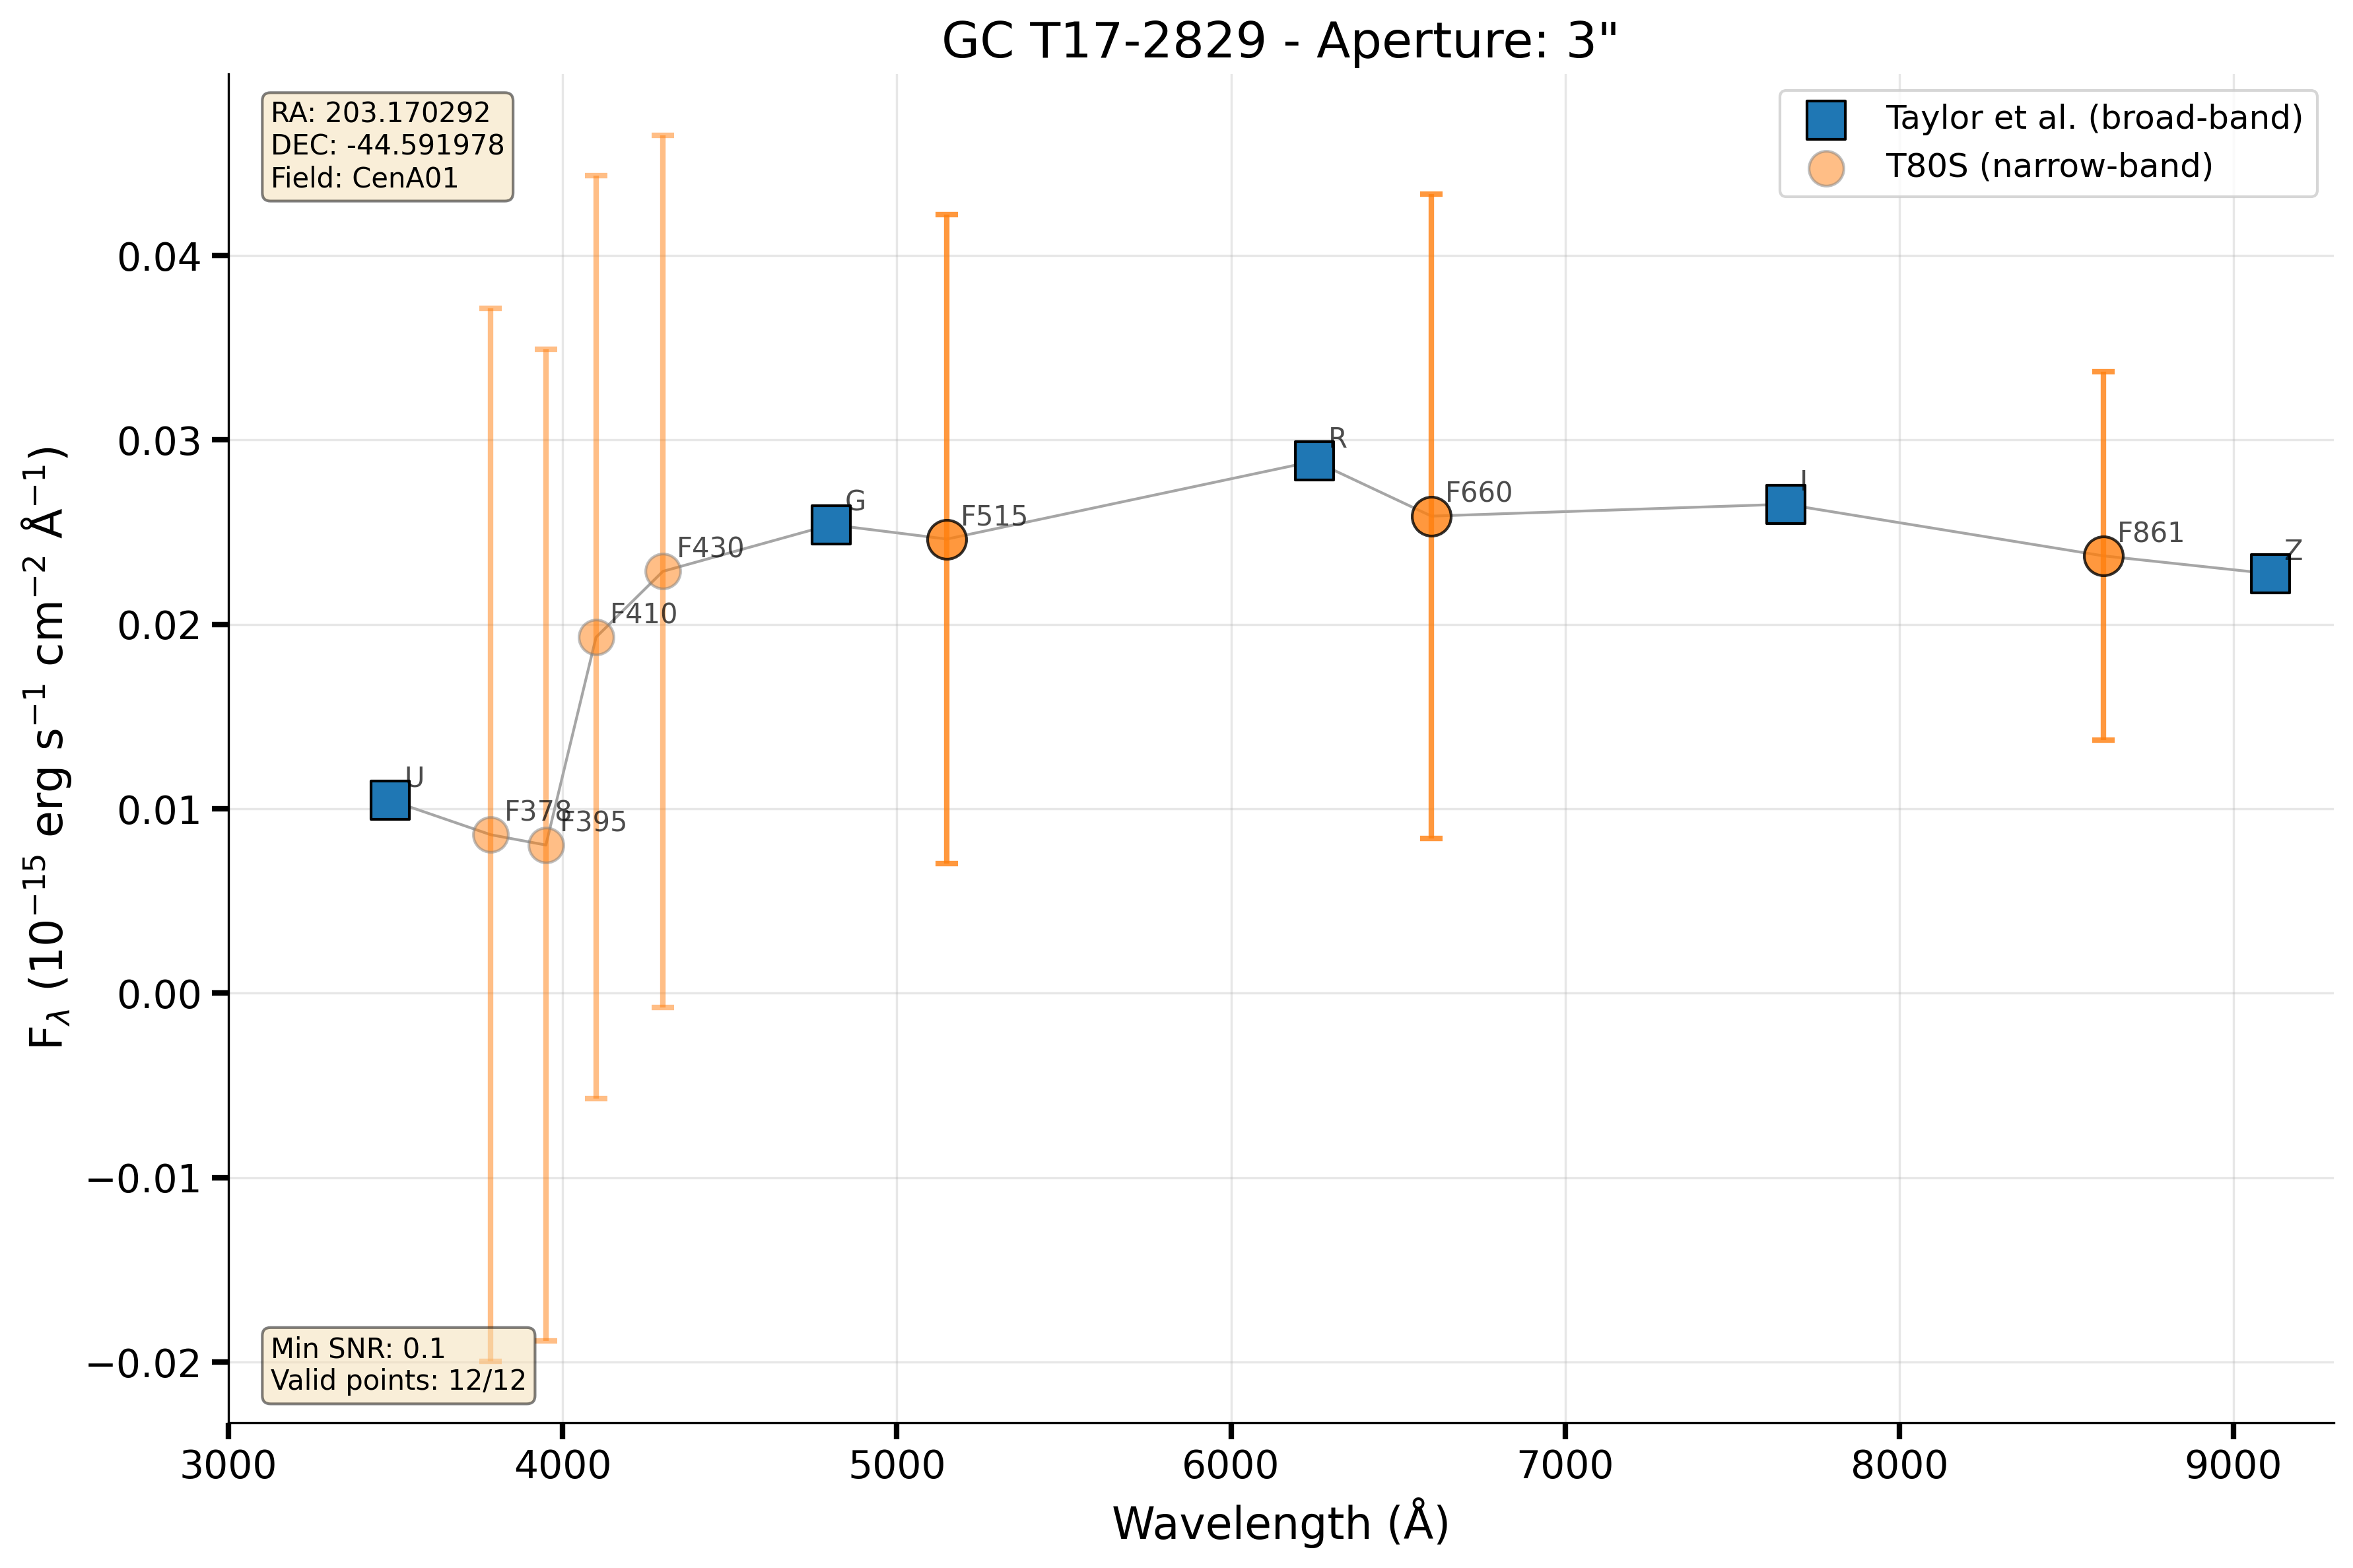 GC T17-2829 - Aperture: 3"
RA: 203.170292
DEC: -44.591978
Field: CenA01
Taylor et al. (broad-band)
T80S (narrow-band)
F_λ (10⁻¹⁵ erg s⁻¹ cm⁻² Å⁻¹)
0.04
0.03
0.02
0.01
0.00
−0.01
−0.02
U
F378
F395
F410
F430
G
F515
R
F660
I
F861
Z
Min SNR: 0.1
Valid points: 12/12
3000
4000
5000
6000
7000
8000
9000
Wavelength (Å)